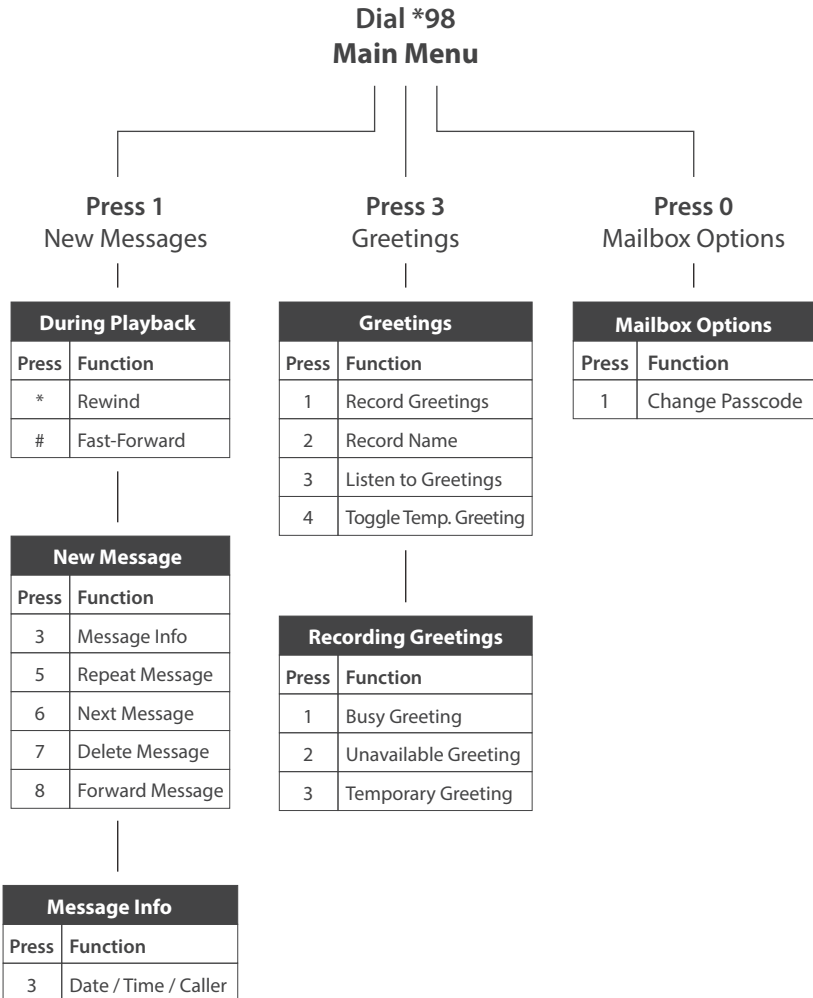 Dial *98
Main Menu
Press 1
New Messages
During Playback
Press Function
* Rewind
# Fast-Forward
New Message
Press Function
3 Message Info
5 Repeat Message
6 Next Message
7 Delete Message
8 Forward Message
Message Info
Press Function
3 Date / Time / Caller
Press 3
Greetings
Greetings
Press Function
1 Record Greetings
2 Record Name
3 Listen to Greetings
4 Toggle Temp. Greeting
Recording Greetings
Press Function
1 Busy Greeting
2 Unavailable Greeting
3 Temporary Greeting
Press 0
Mailbox Options
Mailbox Options
Press Function
1 Change Passcode